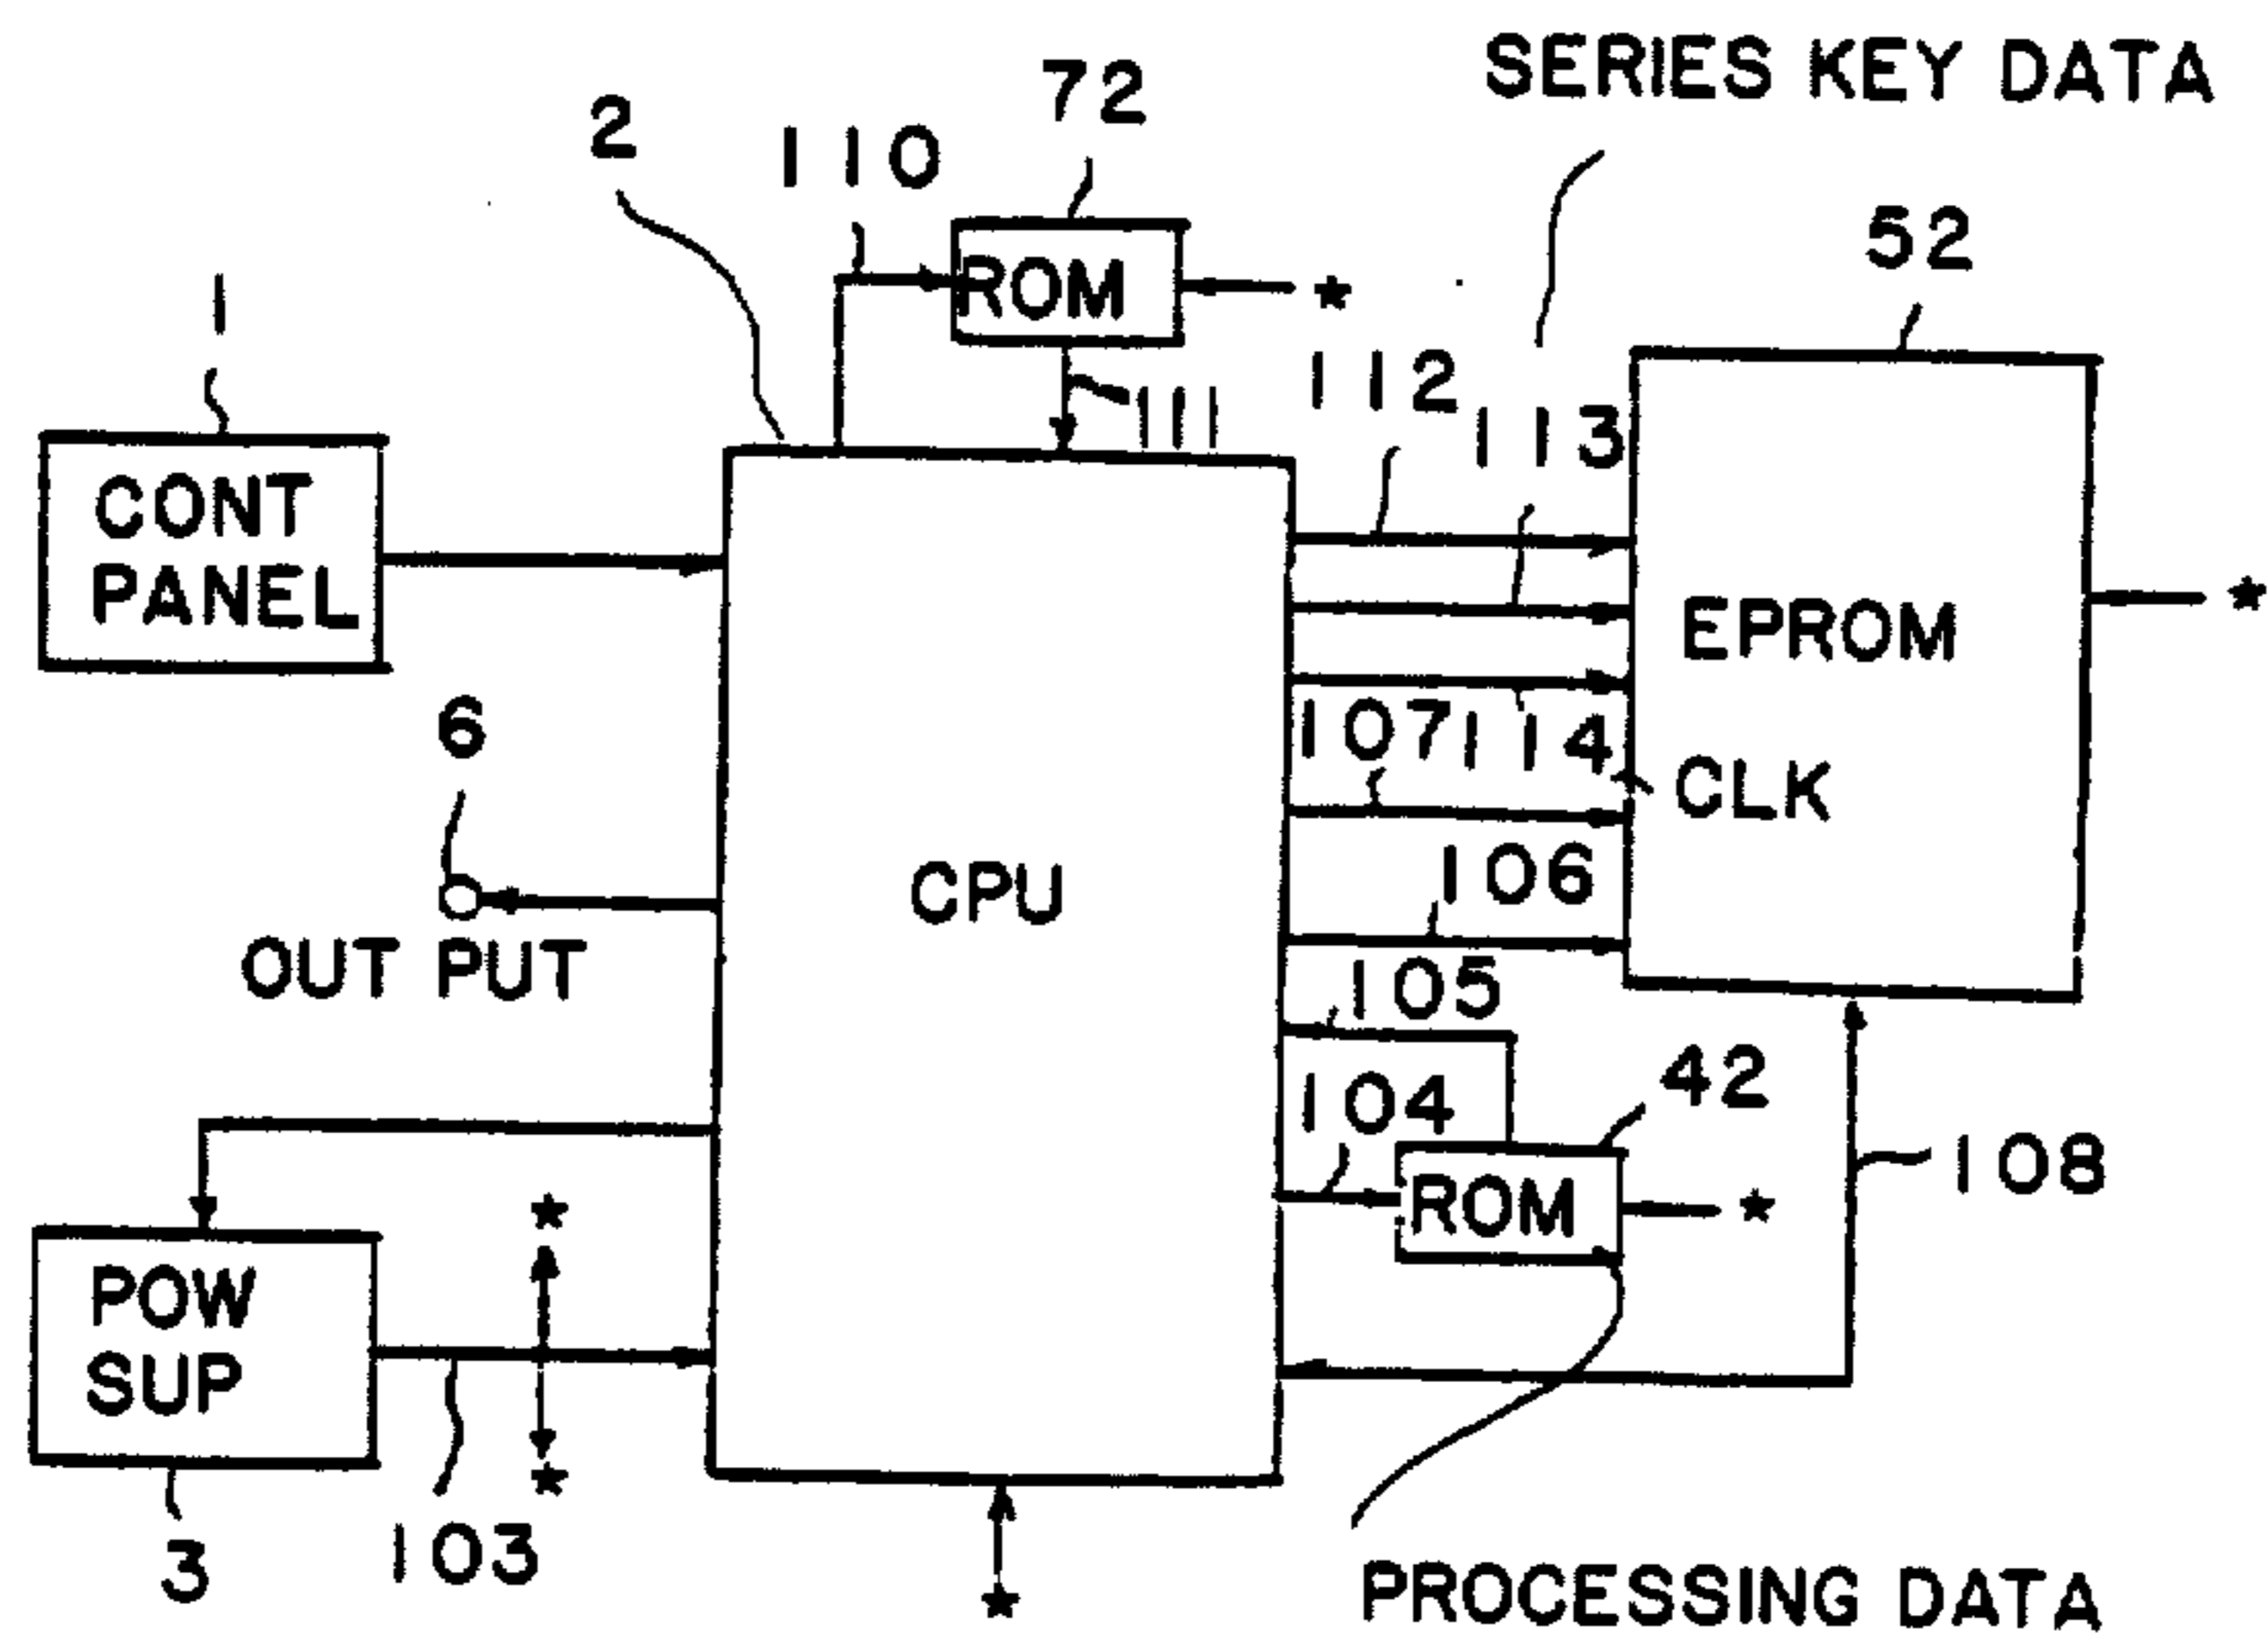 SERIES KEY DATA
72
2
110
52
ROM
*
1
111
112
113
CONT
PANEL
EPROM
*
6
107
114
CLK
CPU
106
OUT PUT
105
104
42
108
ROM
*
*
POW
SUP
*
103
3
*
PROCESSING DATA